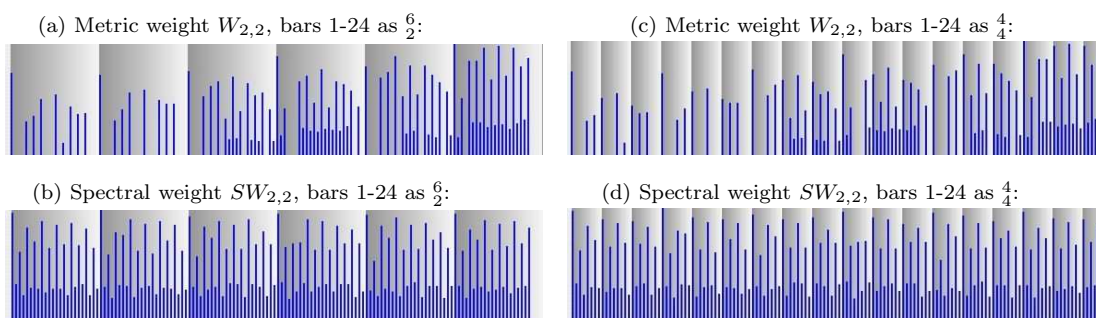 (a) Metric weight W₂,₂, bars 1-24 as 6/2:
(c) Metric weight W₂,₂, bars 1-24 as 4/4:
(b) Spectral weight SW₂,₂, bars 1-24 as 6/2:
(d) Spectral weight SW₂,₂, bars 1-24 as 4/4: